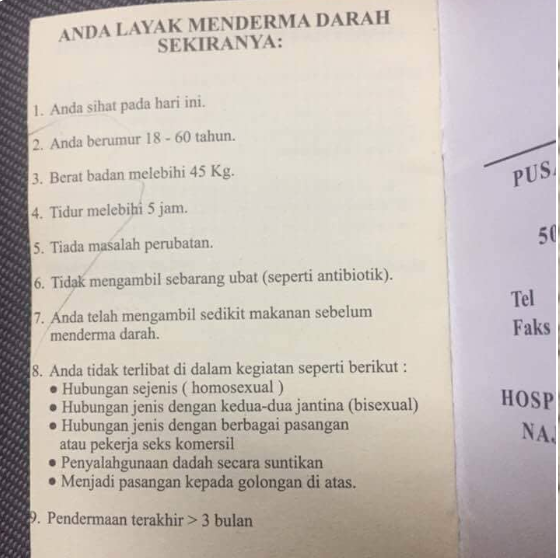 ANDA LAYAK MENDERMA DARAH
SEKIRANYA:
1. Anda sihat pada hari ini.
2. Anda berumur 18 - 60 tahun.
3. Berat badan melebihi 45 Kg.
4. Tidur melebihi 5 jam.
5. Tiada masalah perubatan.
6. Tidak mengambil sebarang ubat (seperti antibiotik).
7. Anda telah mengambil sedikit makanan sebelum
menderma darah.
8. Anda tidak terlibat di dalam kegiatan seperti berikut :
• Hubungan sejenis ( homosexual )
• Hubungan jenis dengan kedua-dua jantina (bisexual)
• Hubungan jenis dengan berbagai pasangan
atau pekerja seks komersil
• Penyalahgunaan dadah secara suntikan
• Menjadi pasangan kepada golongan di atas.
9. Pendermaan terakhir > 3 bulan
Tel
Faks